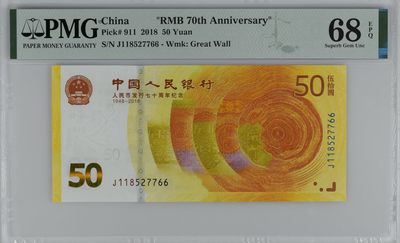 PMG
PAPER MONEY GUARANTY
China "RMB 70th Anniversary"
Pick# 911 2018 50 Yuan
S/N J118527766 - Wmk: Great Wall
68 EPQ
Superb Gem Unc
中国人民银行
人民币发行七十周年纪念
1948-2018
50 伍拾圆
50
J118527766